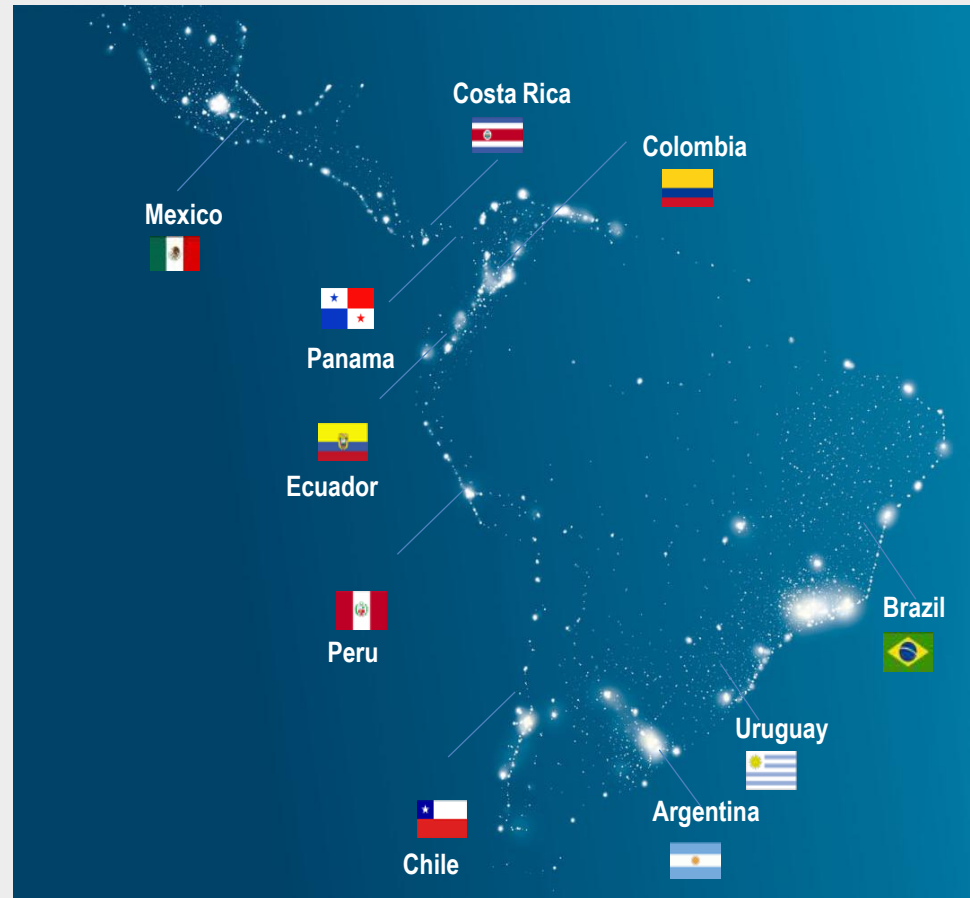 Costa Rica
Colombia
Mexico
Panama
Ecuador
Peru
Brazil
Uruguay
Argentina
Chile